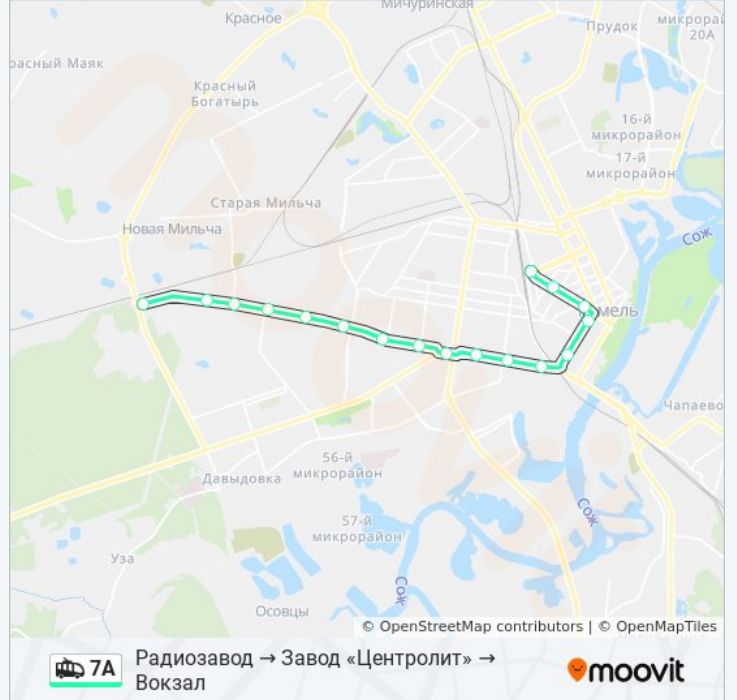 Мичуринская
Красное
Прудок
микрорай
20А
расный Маяк
Красный
Богатырь
16-й
микрорайон
17-й
микрорайон
Старая Мильча
Новая Мильча
Сож
мель
Чапаево
56-й
микрорайон
Давыдовка
Сож
57-й
микрорайон
Уза
Сож
Осовцы
© OpenStreetMap contributors | © OpenMapTiles
7А
Радиозавод → Завод «Центролит» →
Вокзал
moovit